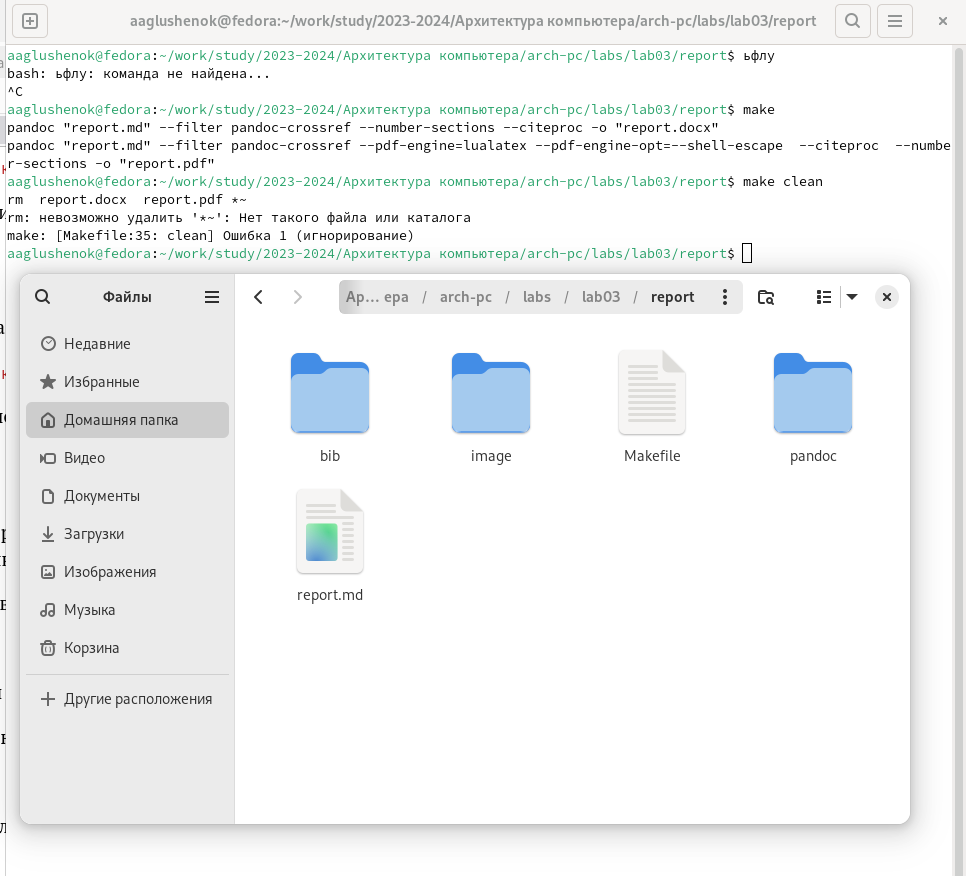 aaglushenok@fedora:~/work/study/2023-2024/Архитектура компьютера/arch-pc/labs/lab03/report
aaglushenok@fedora:~/work/study/2023-2024/Архитектура компьютера/arch-pc/labs/lab03/report$ ьфлу
bash: ьфлу: команда не найдена...
^C
aaglushenok@fedora:~/work/study/2023-2024/Архитектура компьютера/arch-pc/labs/lab03/report$ make
pandoc "report.md" --filter pandoc-crossref --number-sections --citeproc -o "report.docx"
pandoc "report.md" --filter pandoc-crossref --pdf-engine=lualatex --pdf-engine-opt=--shell-escape  --citeproc  --numbe
r-sections -o "report.pdf"
aaglushenok@fedora:~/work/study/2023-2024/Архитектура компьютера/arch-pc/labs/lab03/report$ make clean
rm  report.docx  report.pdf *~
rm: невозможно удалить '*~': Нет такого файла или каталога
make: [Makefile:35: clean] Ошибка 1 (игнорирование)
aaglushenok@fedora:~/work/study/2023-2024/Архитектура компьютера/arch-pc/labs/lab03/report$
Файлы
Ap... ера / arch-pc / labs / lab03 / report
Недавние
Избранные
Домашняя папка
Видео
Документы
Загрузки
Изображения
Музыка
Корзина
Другие расположения
bib
image
Makefile
pandoc
report.md